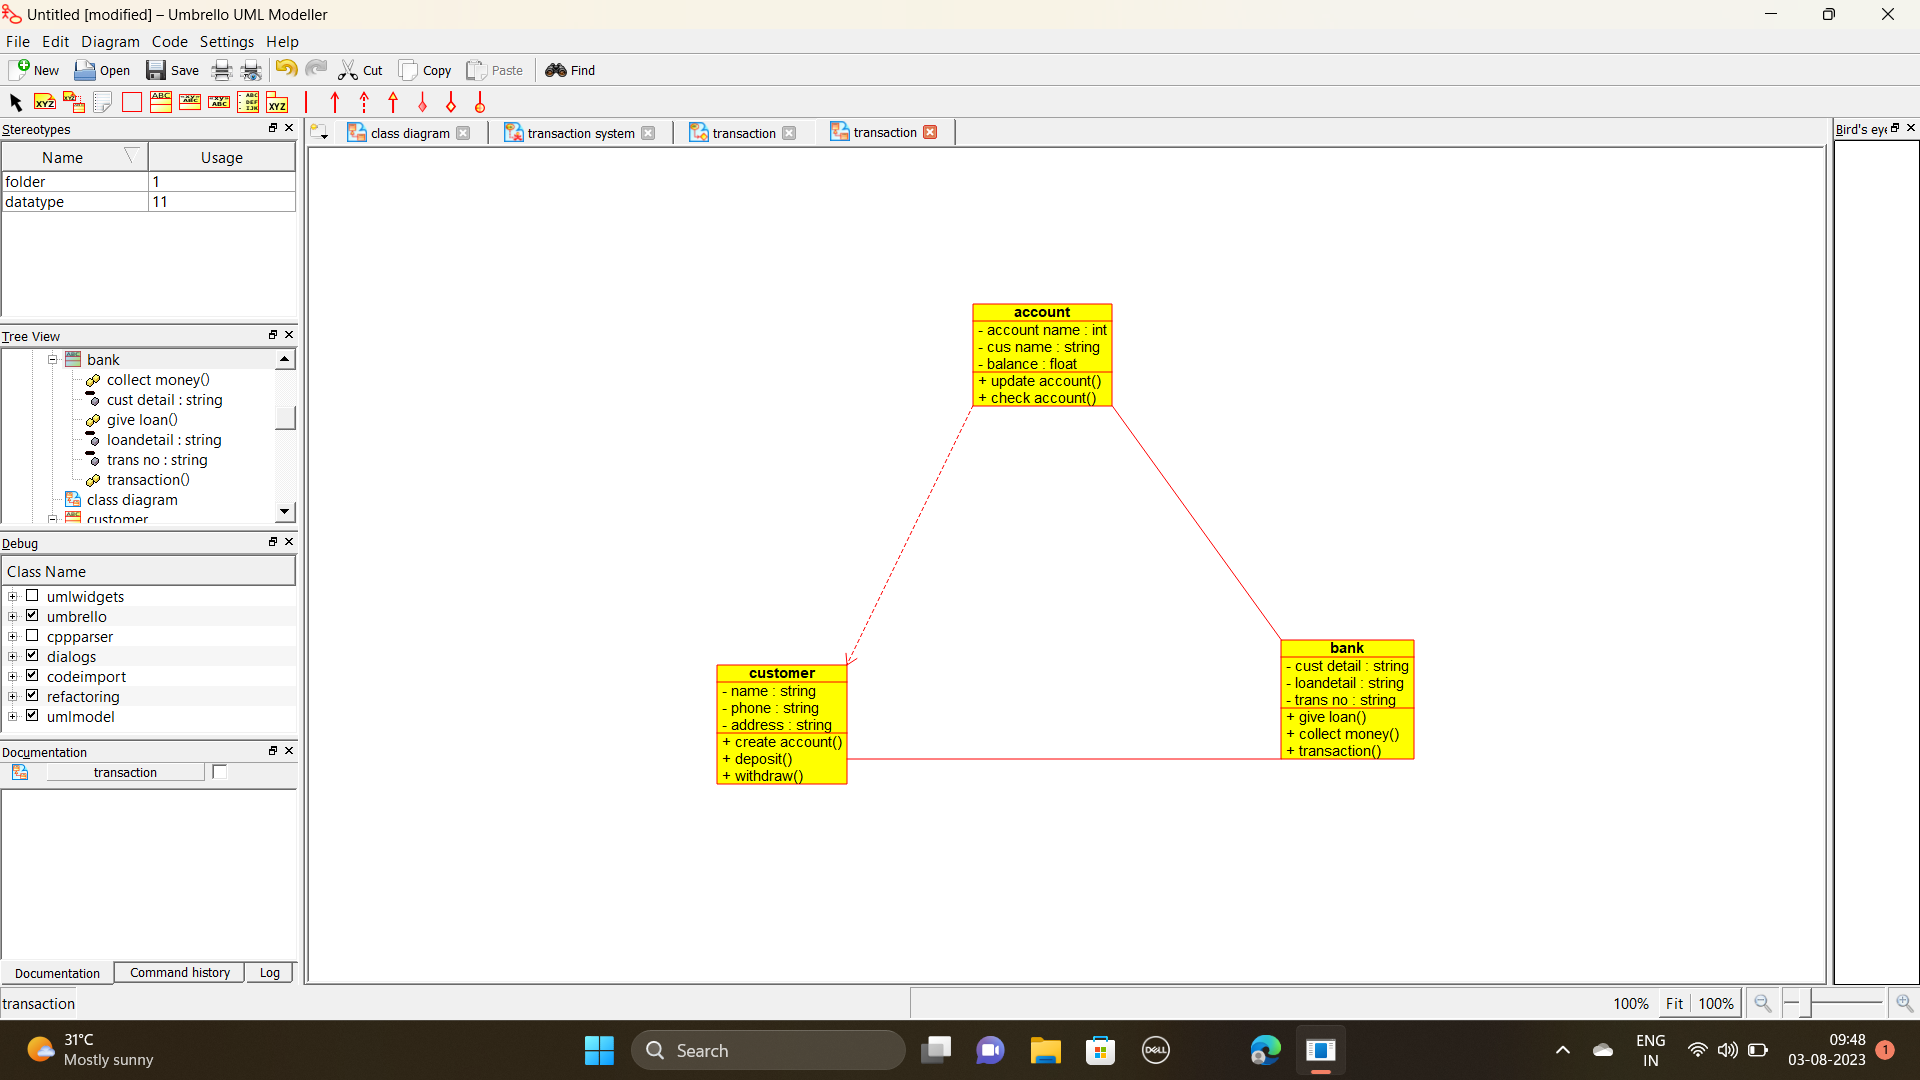 Untitled [modified] – Umbrello UML Modeller
File Edit Diagram Code Settings Help
New Open Save Cut Copy Paste Find
Stereotypes
Name Usage
folder 1
datatype 11
Tree View
bank
collect money()
cust detail : string
give loan()
loandetail : string
trans no : string
transaction()
class diagram
customer
Debug
Class Name
umlwidgets
umbrello
cppparser
dialogs
codeimport
refactoring
umlmodel
Documentation
transaction
Documentation Command history Log
class diagram transaction system transaction transaction
account
- account name : int
- cus name : string
- balance : float
+ update account()
+ check account()
customer
- name : string
- phone : string
- address : string
+ create account()
+ deposit()
+ withdraw()
bank
- cust detail : string
- loandetail : string
- trans no : string
+ give loan()
+ collect money()
+ transaction()
Bird's eye
transaction
100% Fit 100%
31°C
Mostly sunny
Search
DELL
ENG
IN
09:48
03-08-2023
1